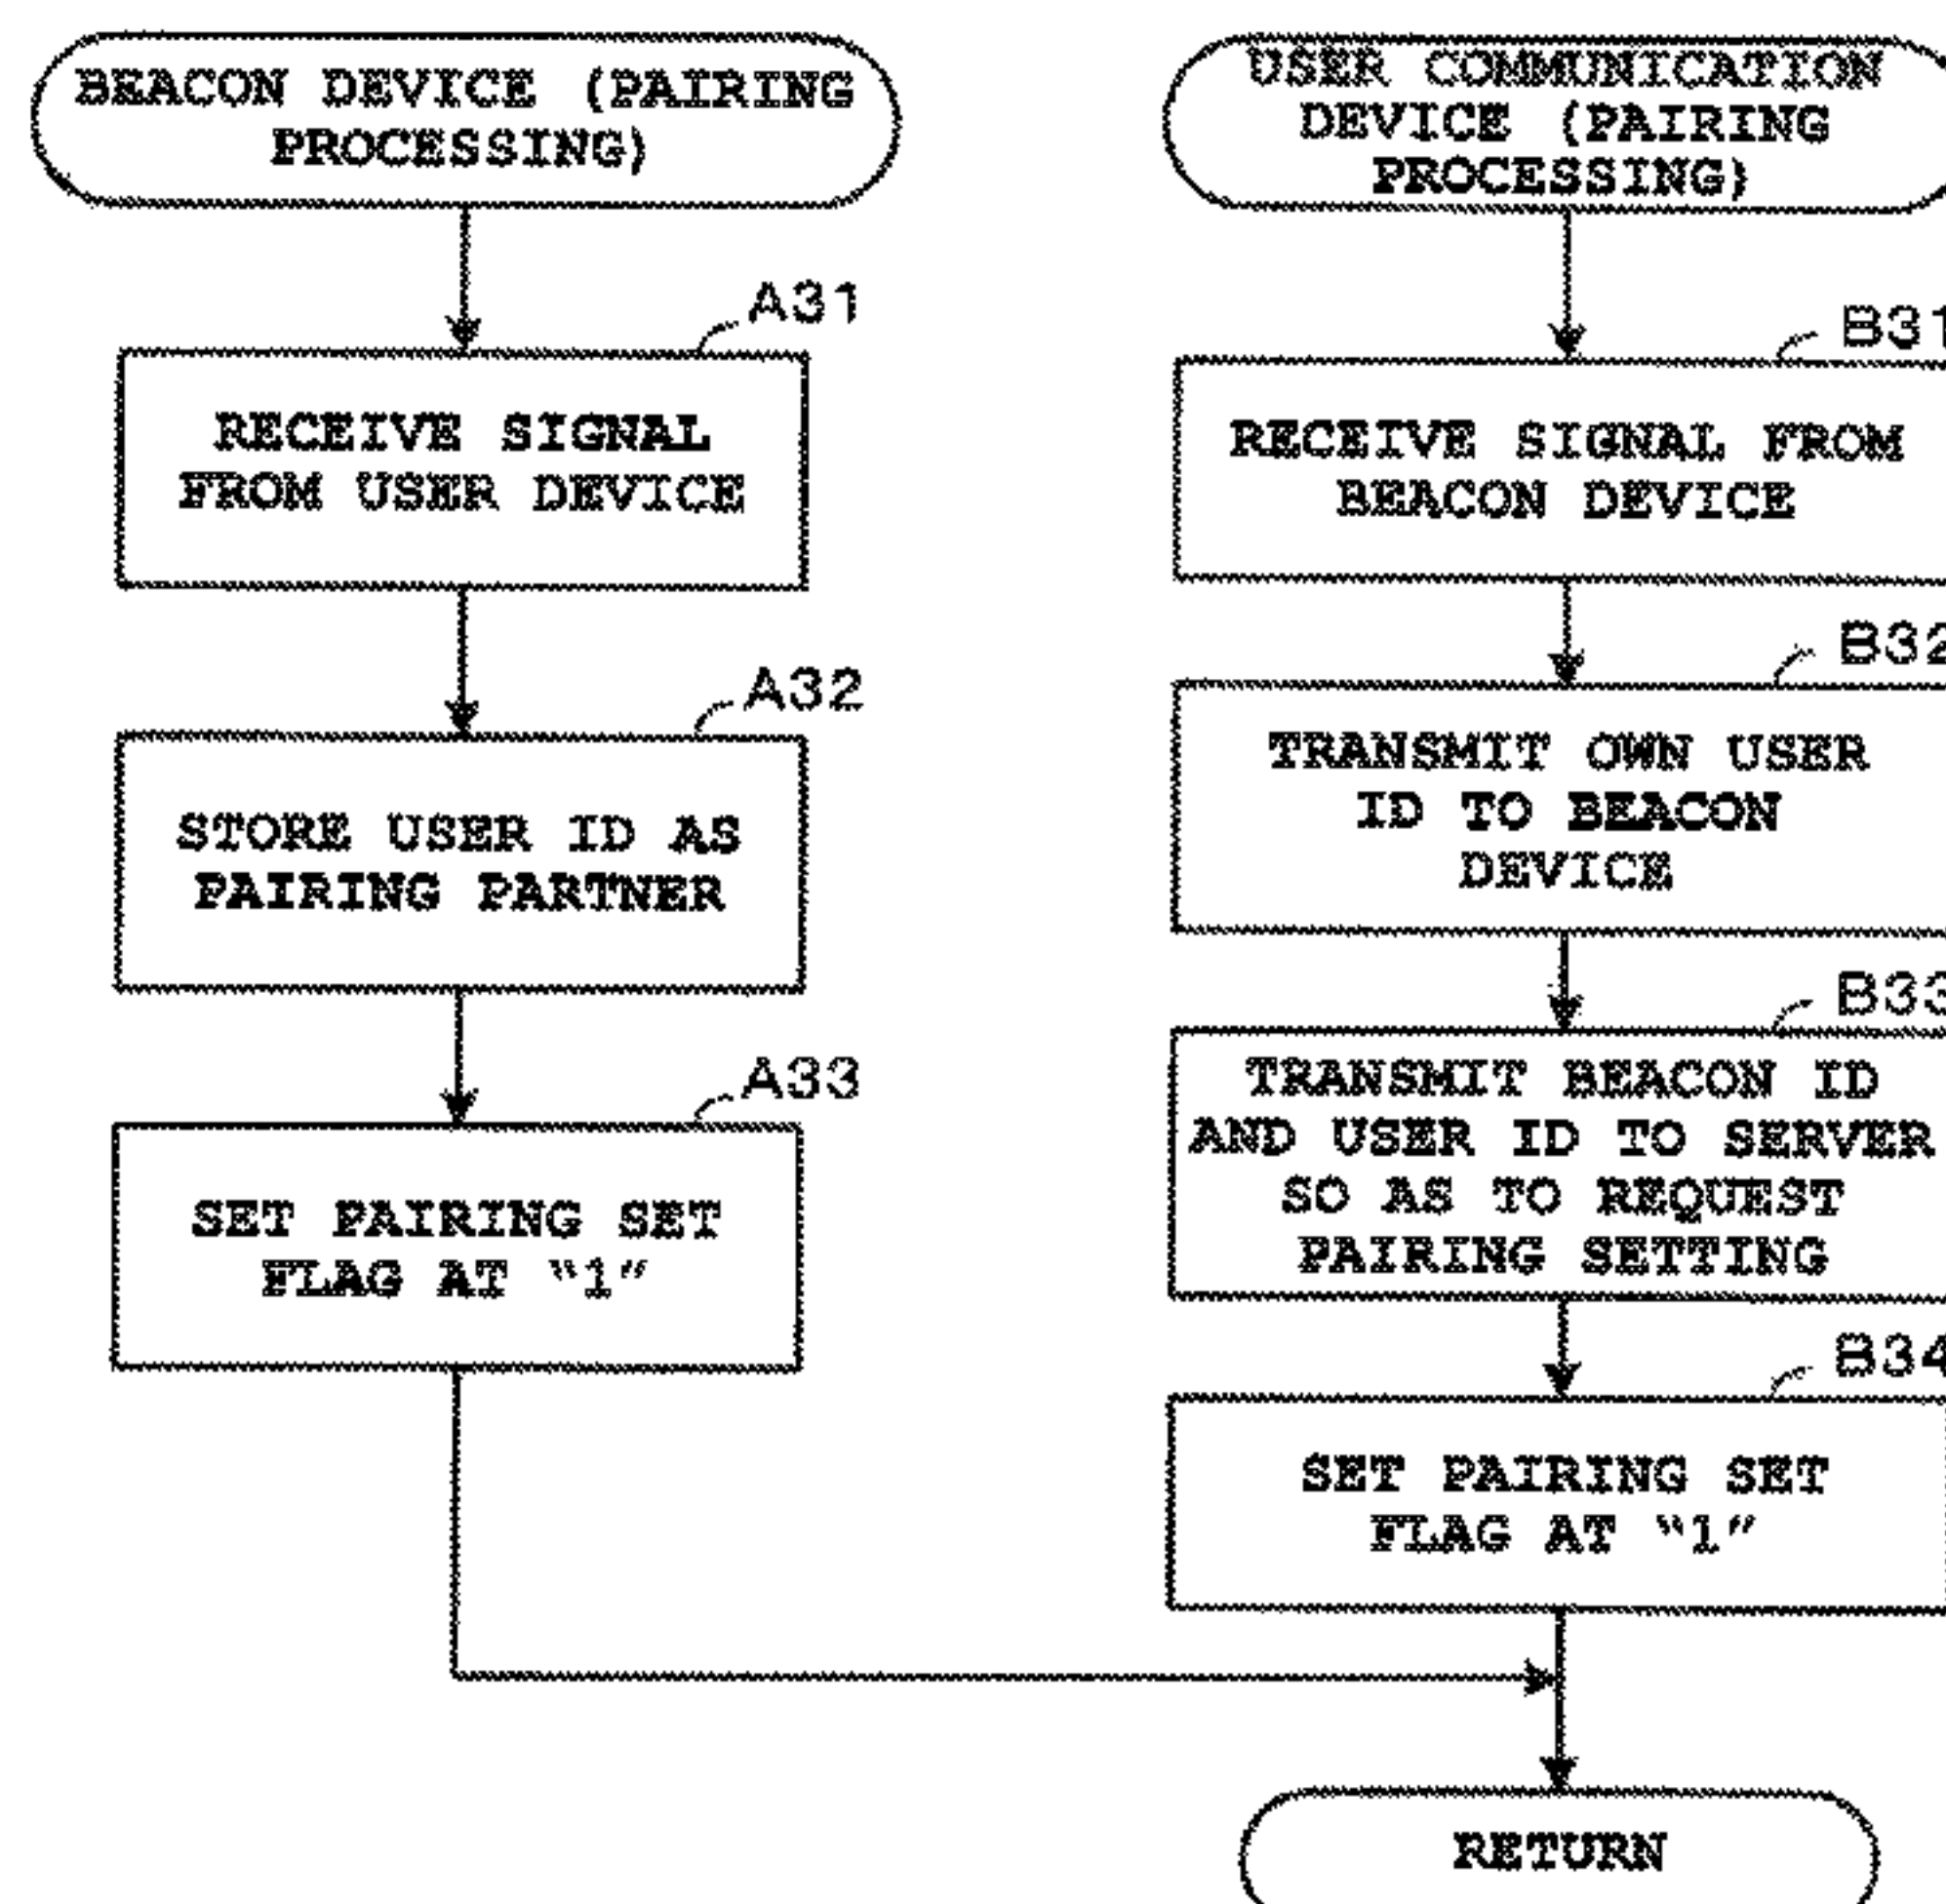 BEACON DEVICE (PAIRING
PROCESSING)
A31
RECEIVE SIGNAL
FROM USER DEVICE
A32
STORE USER ID AS
PAIRING PARTNER
A33
SET PAIRING SET
FLAG AT “1”
USER COMMUNICATION
DEVICE (PAIRING
PROCESSING)
B31
RECEIVE SIGNAL FROM
BEACON DEVICE
B32
TRANSMIT OWN USER
ID TO BEACON
DEVICE
B33
TRANSMIT BEACON ID
AND USER ID TO SERVER
SO AS TO REQUEST
PAIRING SETTING
B34
SET PAIRING SET
FLAG AT “1”
RETURN